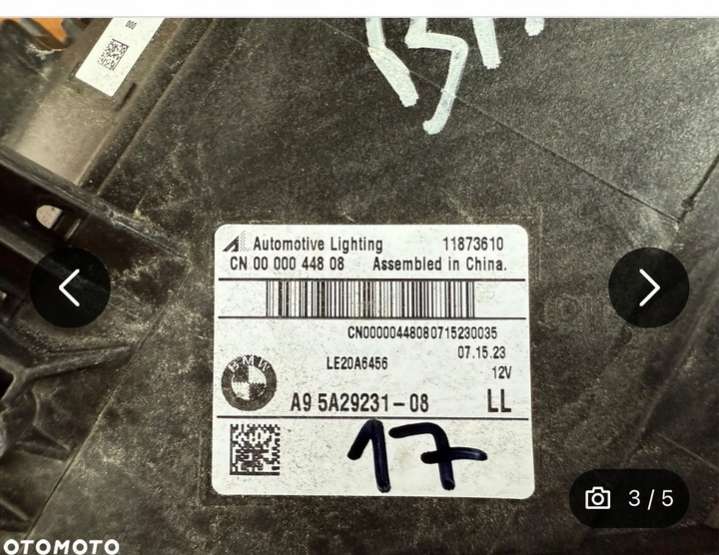 Automotive Lighting 11873610
CN 00 000 448 08 Assembled in China.
CN00000448080715230035
07.15.23
LE20A6456
12V
BMW
A9 5A29231-08 LL
17
3 / 5
OTOMOTO